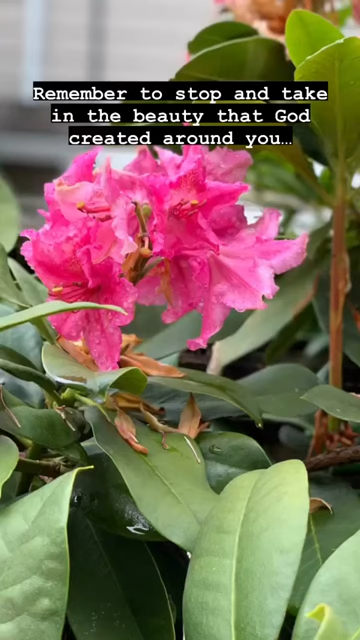 Remember to stop and take
in the beauty that God
created around you…